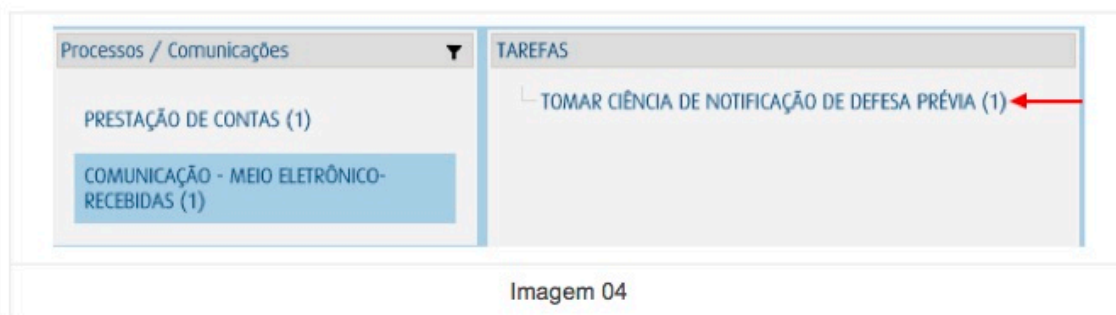 Processos / Comunicações
PRESTAÇÃO DE CONTAS (1)
COMUNICAÇÃO - MEIO ELETRÔNICO-
RECEBIDAS (1)
TAREFAS
TOMAR CIÊNCIA DE NOTIFICAÇÃO DE DEFESA PRÉVIA (1)
Imagem 04